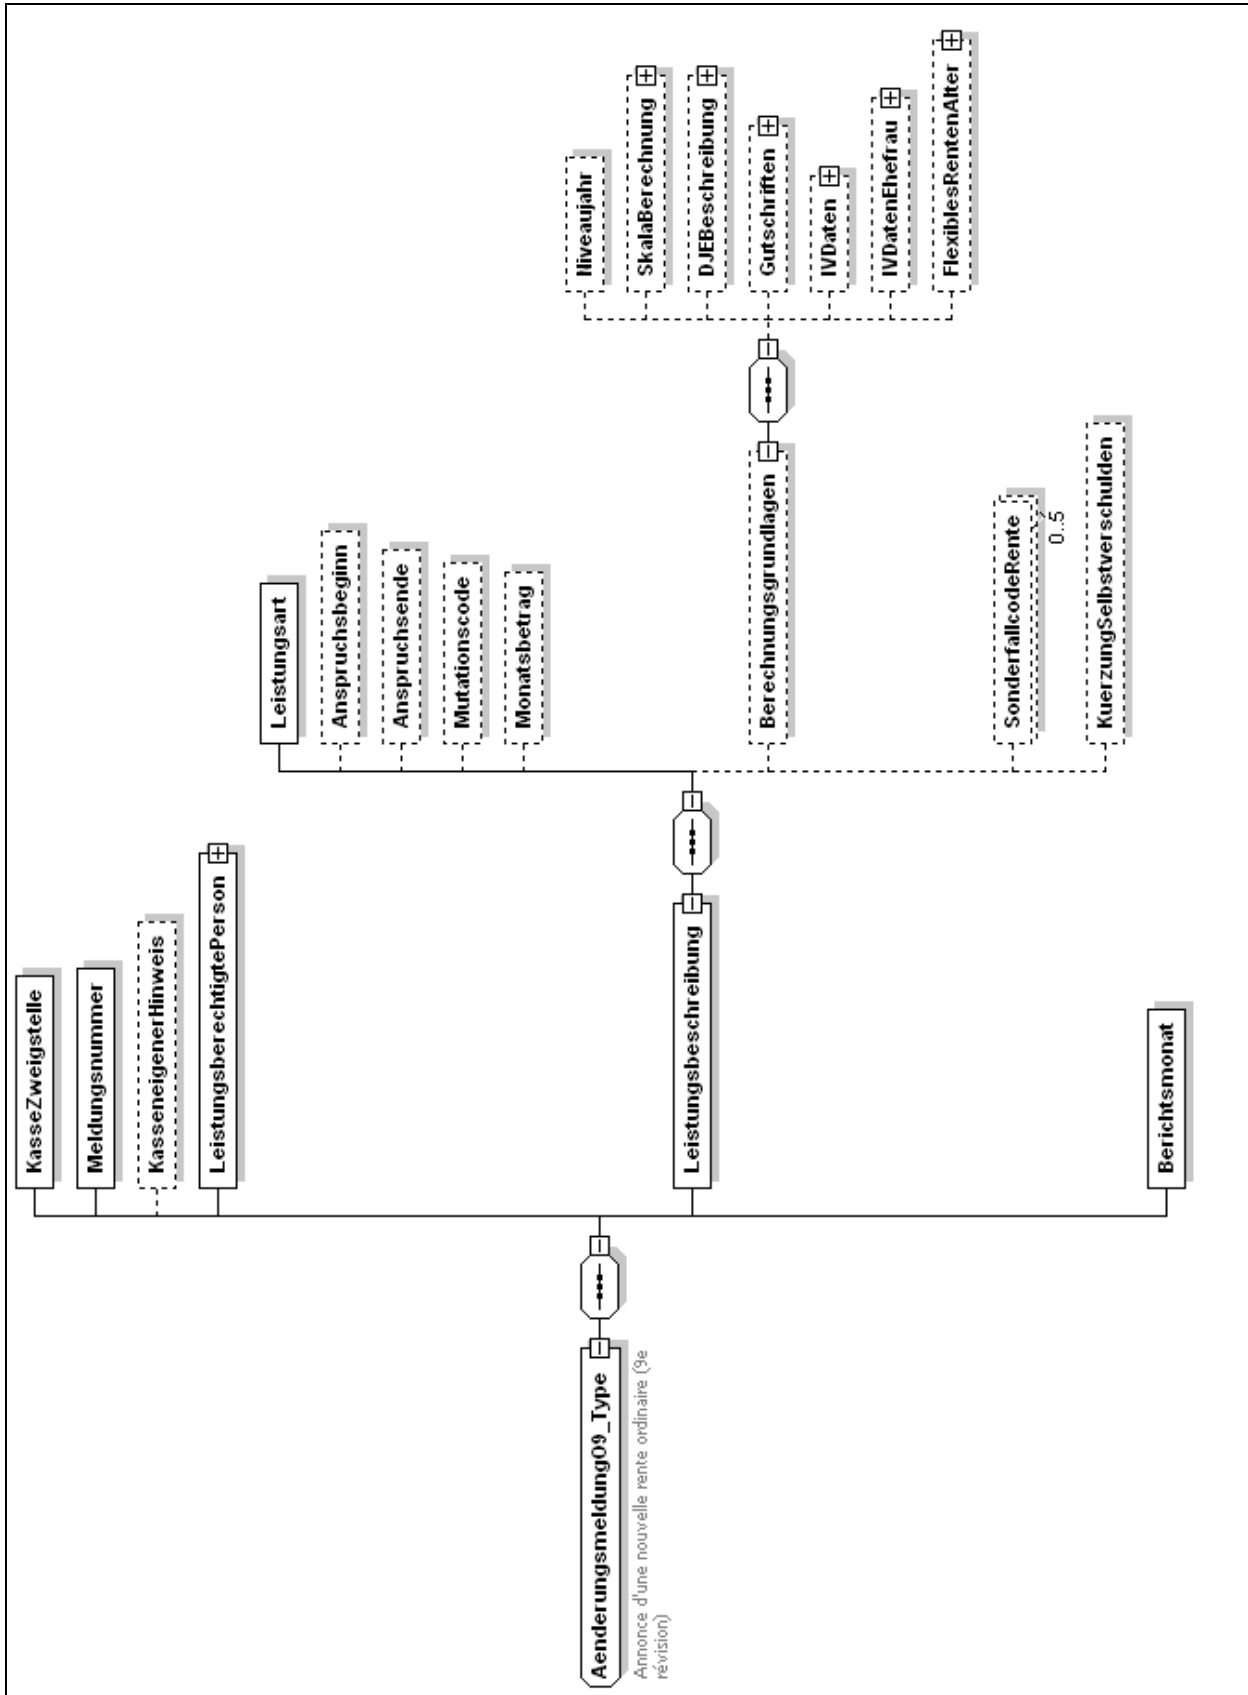 AenderungsmeldungO9_Type
Annonce d'une nouvelle rente ordinaire (9e
révision)
KasseZweigstelle
Meldungsnummer
KasseneigenerHinweis
LeistungsberechtigtePerson
Leistungsbeschreibung
Leistungsart
Anspruchsbeginn
Anspruchsende
Mutationscode
Monatsbetrag
Berechnungsgrundlagen
Niveaujahr
SkalaBerechnung
DJEBeschreibung
Gutschriften
IVDaten
IVDatenEhefrau
FlexiblesRentenAlter
SonderfallcodeRente
0..5
KuerzungSelbstverschulden
Berichtsmonat